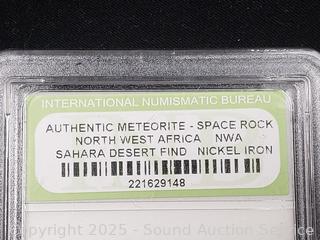 INTERNATIONAL NUMISMATIC BUREAU
AUTHENTIC METEORITE - SPACE ROCK
NORTH WEST AFRICA NWA
SAHARA DESERT FIND NICKEL IRON
221629148
Copyright 2025 - Sound Auction Service